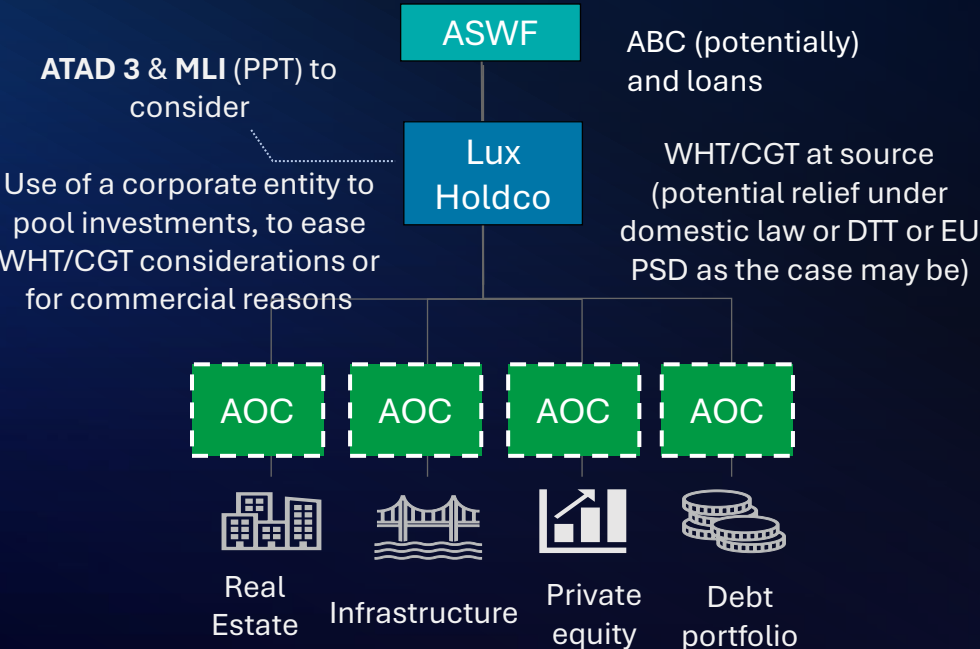 ASWF
ATAD 3 & MLI (PPT) to
consider
ABC (potentially)
and loans
Lux
Holdco
Use of a corporate entity to
pool investments, to ease
WHT/CGT considerations or
for commercial reasons
WHT/CGT at source
(potential relief under
domestic law or DTT or EU
PSD as the case may be)
AOC
AOC
AOC
AOC
Real
Estate
Infrastructure
Private
equity
Debt
portfolio